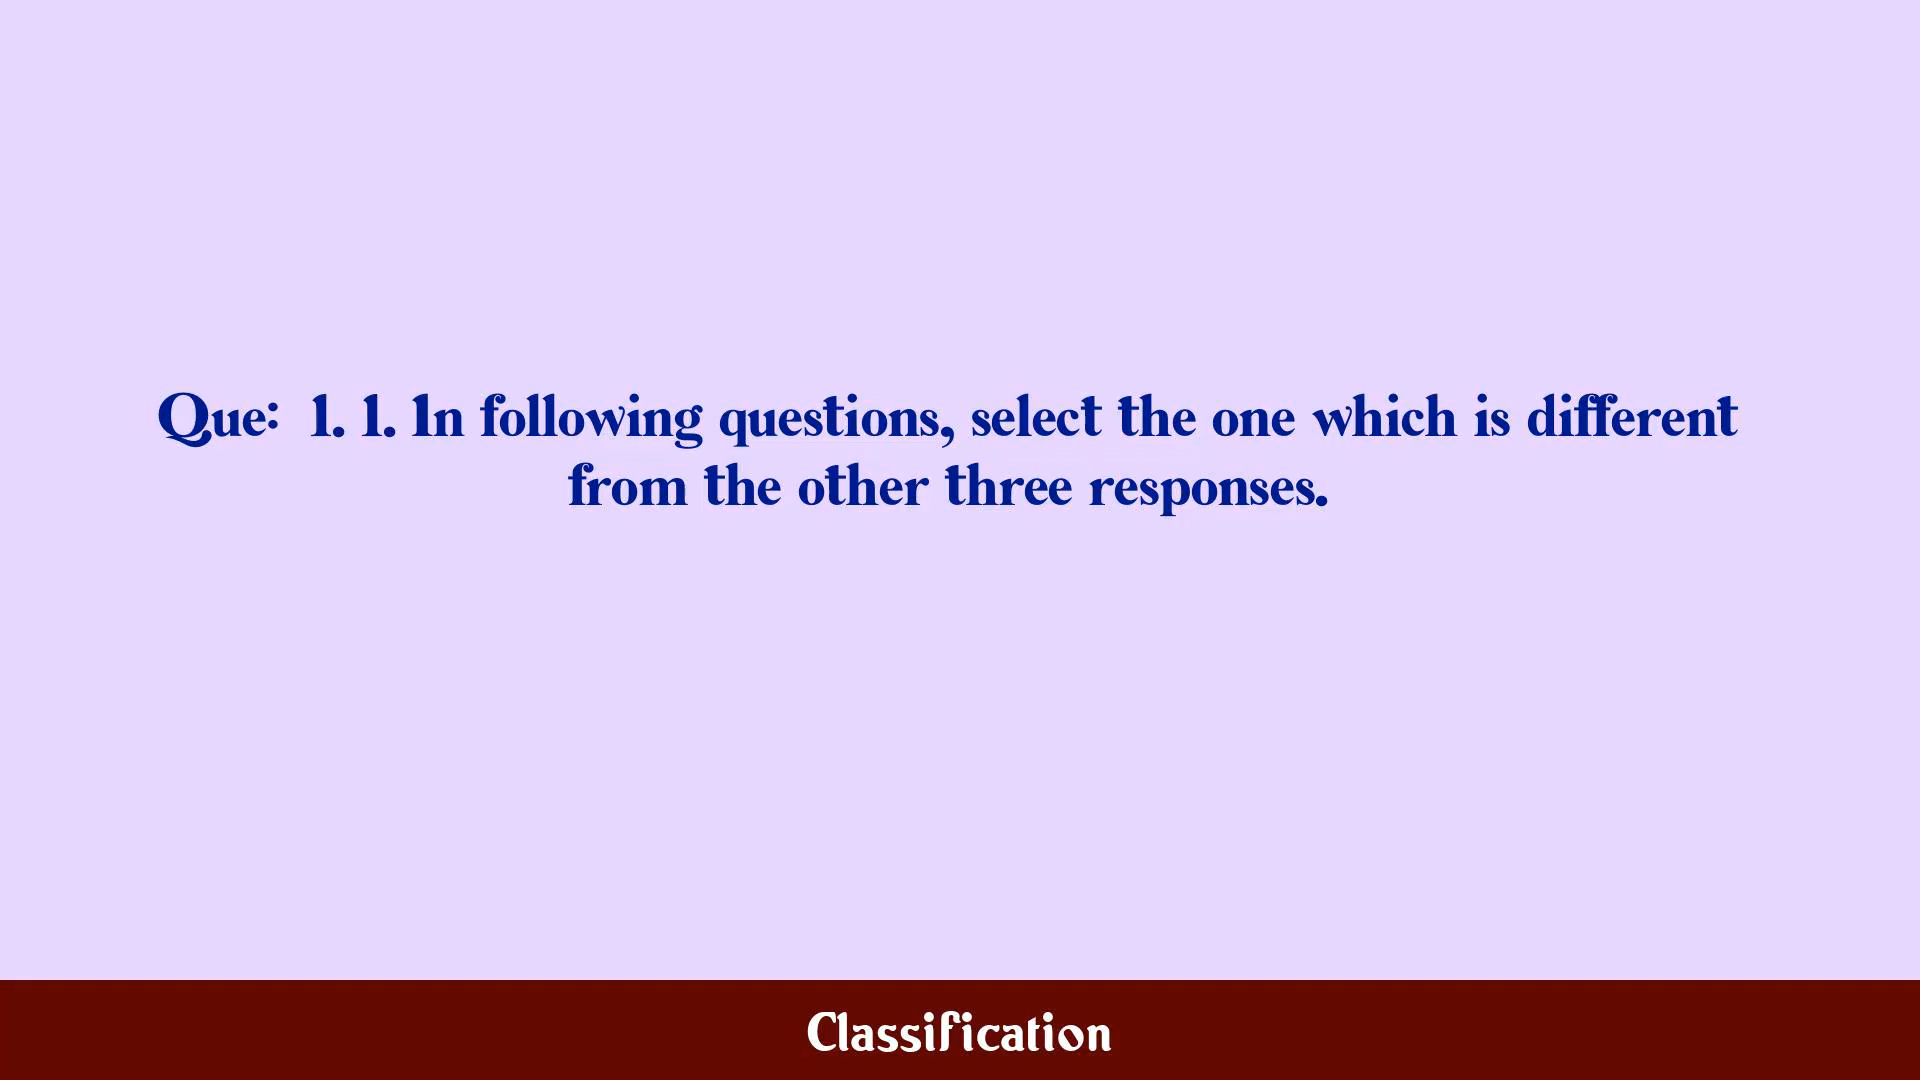 Que: 1. 1. In following questions, select the one which is different
from the other three responses.
Classification